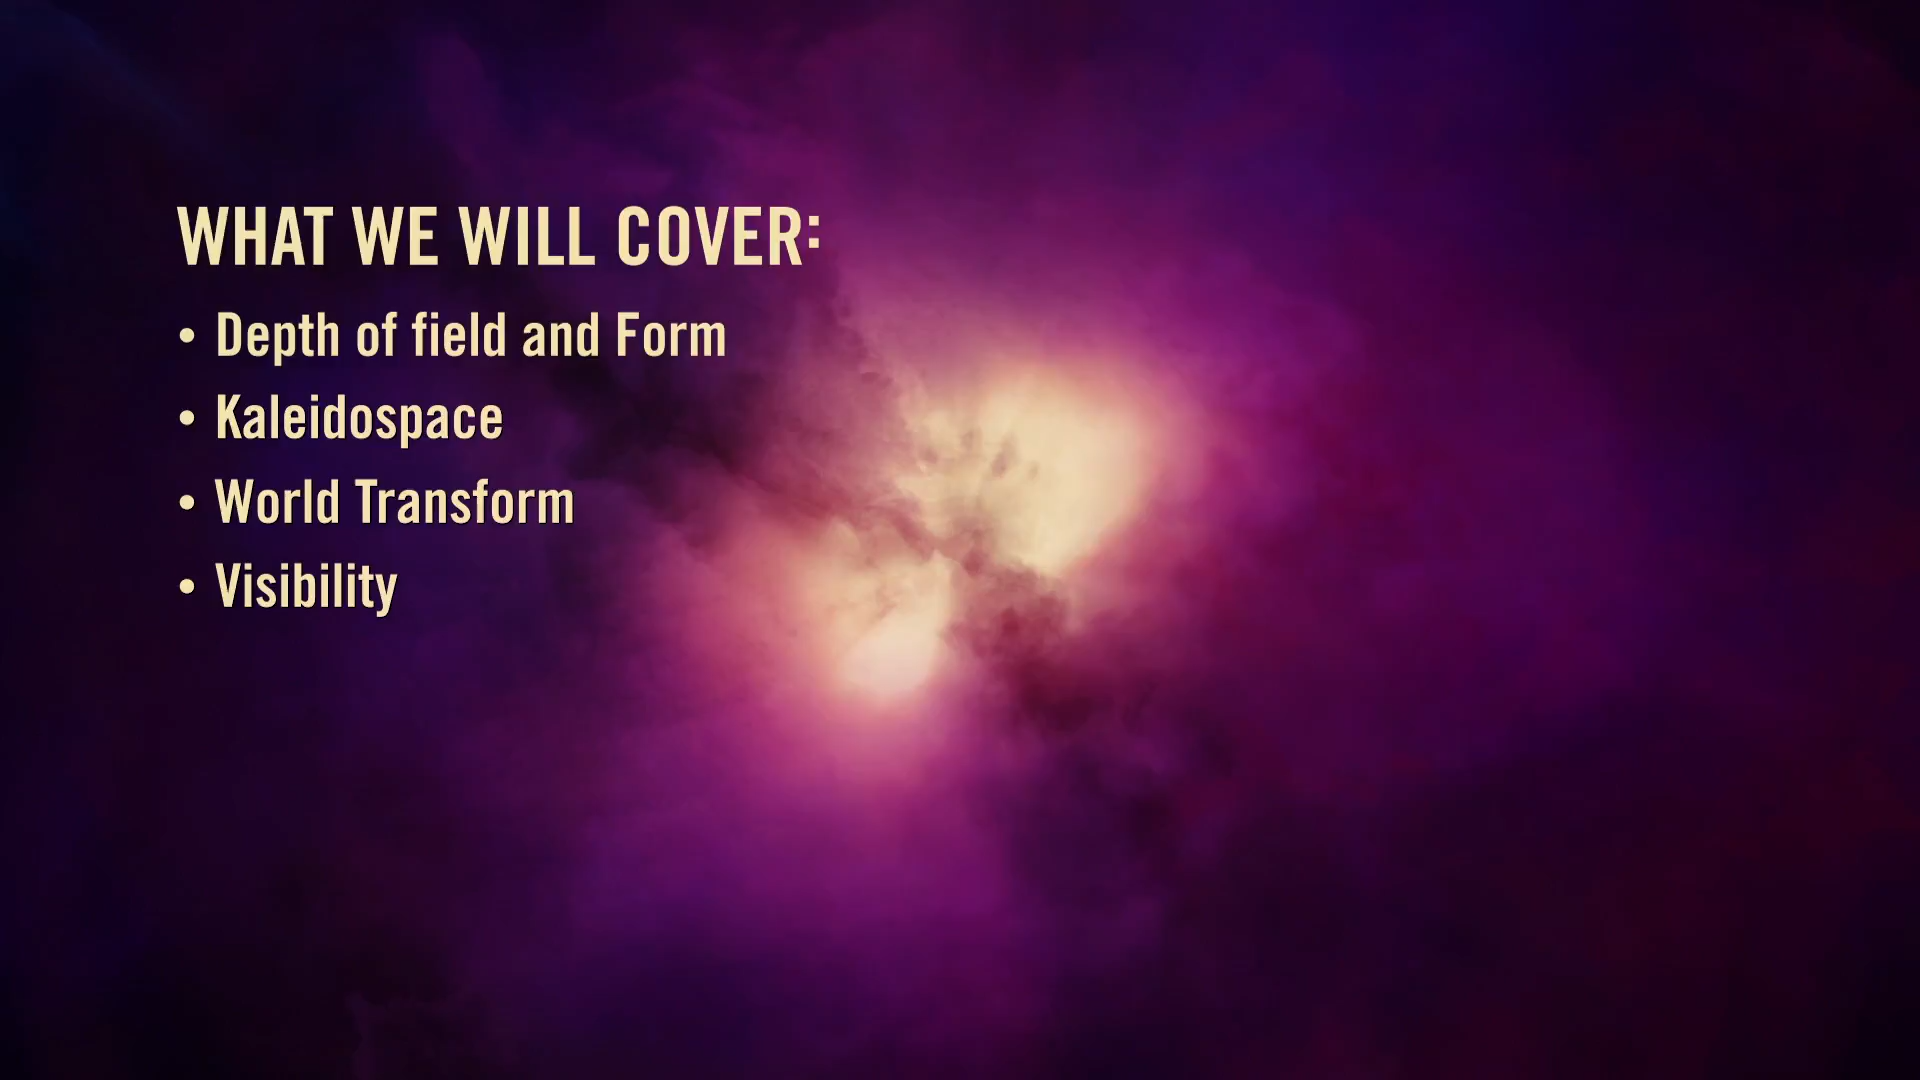 WHAT WE WILL COVER:
• Depth of field and Form
• Kaleidospace
• World Transform
• Visibility